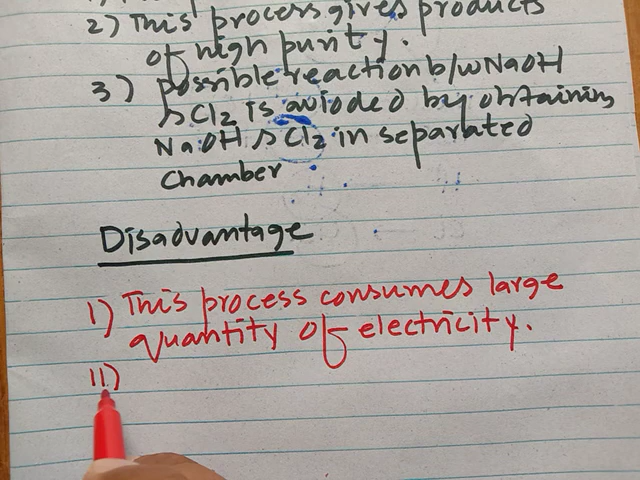 2) This process gives products
of high purity.
3) possible reaction b/w NaOH
& Cl2 is avioded by obtaining
NaOH & Cl2 in separated
chamber
Disadvantage
1) This process consumes large
quantity of electricity.
11)